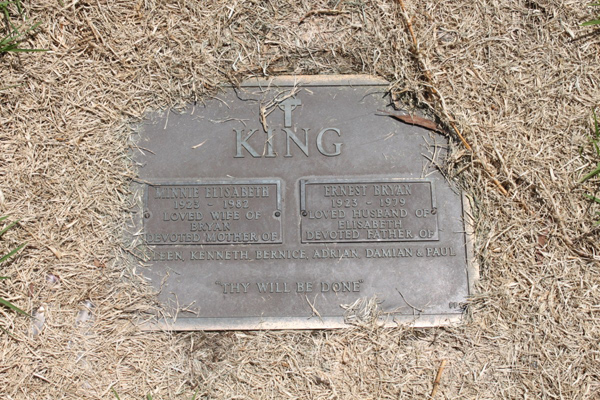 KING
MINNIE ELISABETH
1925 - 1982
LOVED WIFE OF
BRYAN
DEVOTED MOTHER OF
ERNEST BRYAN
1923 - 1979
LOVED HUSBAND OF
ELISABETH
DEVOTED FATHER OF
KENNETH, BERNICE, ADRIAN, DAMIAN & PAUL
"THY WILL BE DONE"